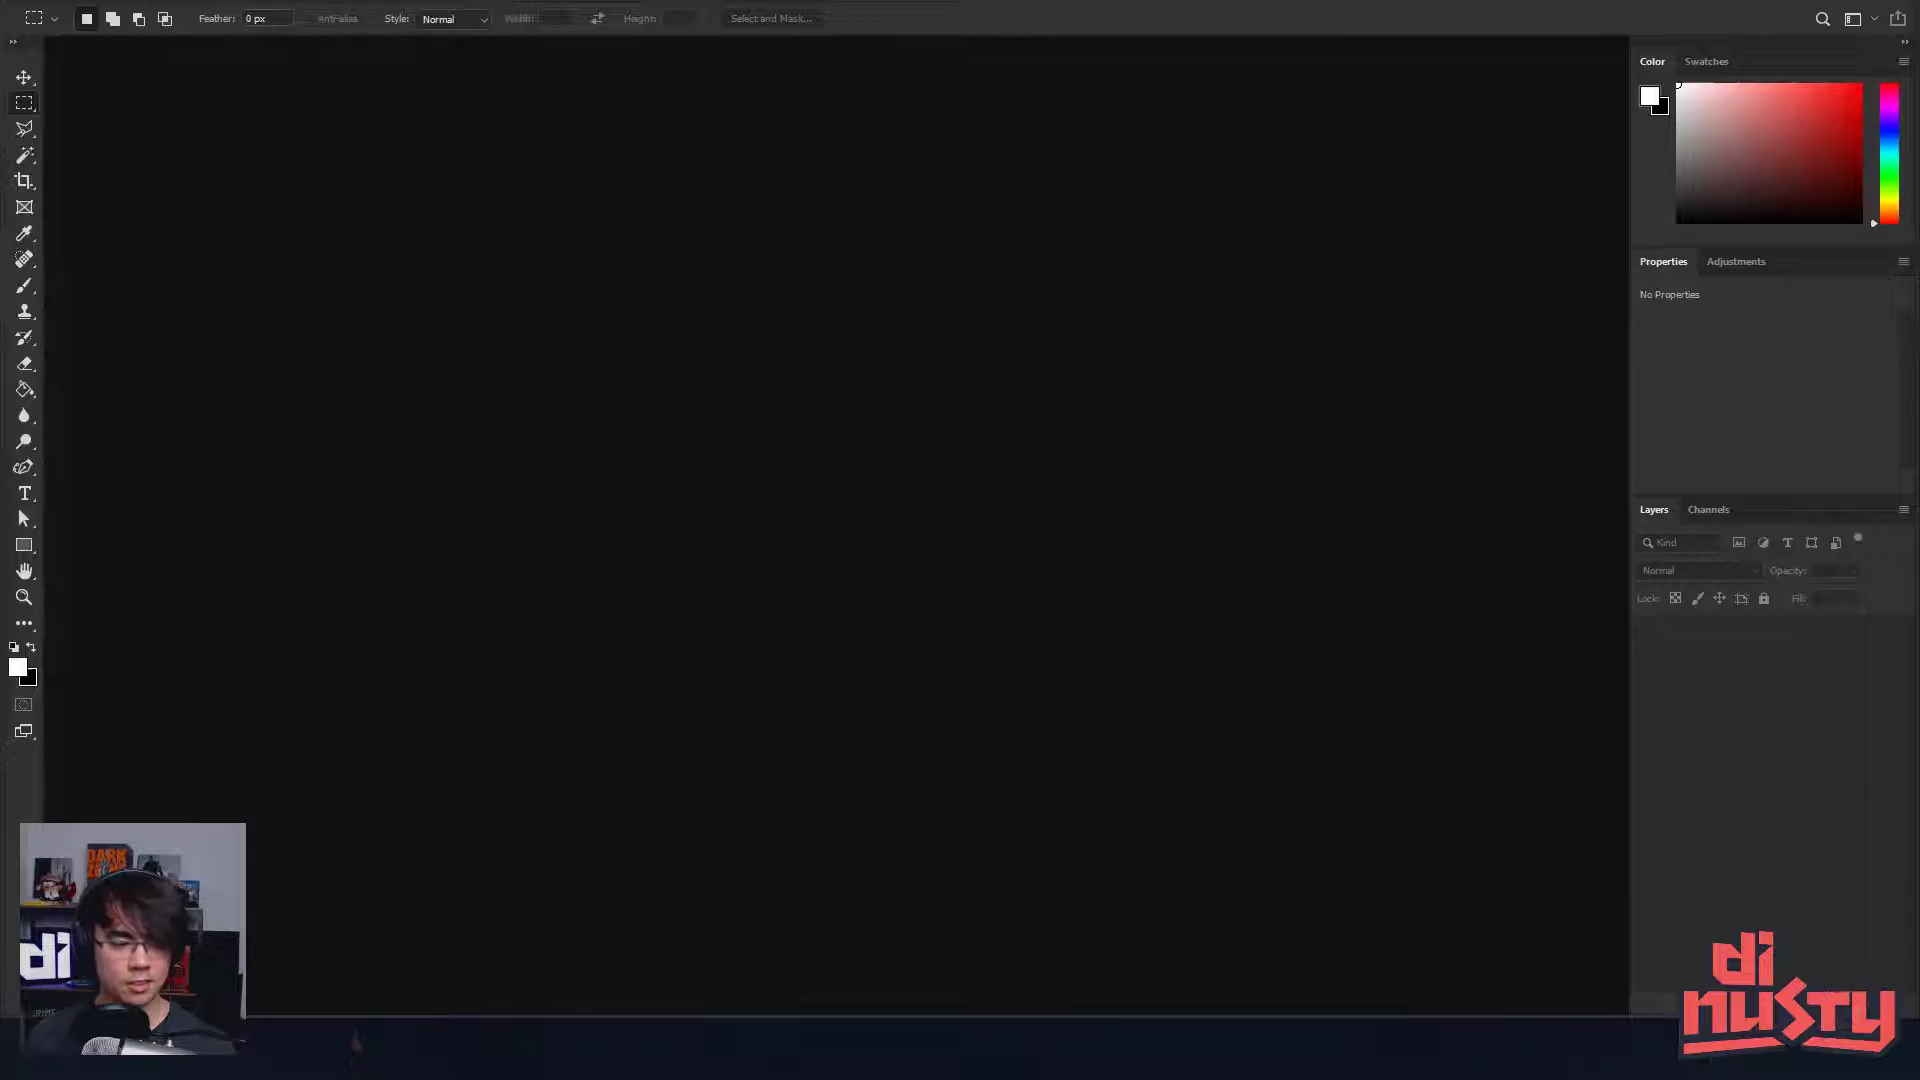 Feather: 0 px Anti-alias Style: Normal Width: Height: Select and Mask...
Color Swatches
Properties Adjustments
No Properties
Layers Channels
Kind
Normal Opacity:
Lock: Fill:
DARK
di
di
nusty